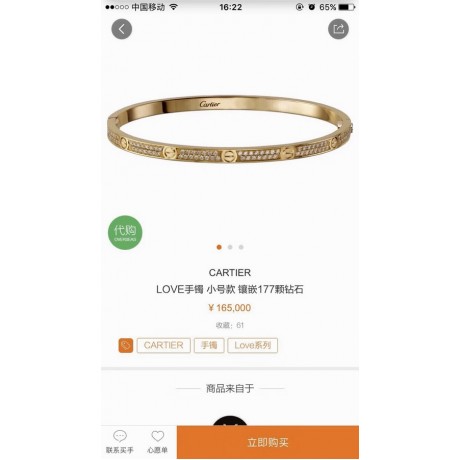 中国移动
16:22
65%
Cartier
代购
CARTIER
LOVE手镯 小号款 镶嵌177颗钻石
¥ 165,000
收藏：61
CARTIER 手镯 Love系列
商品来自于
联系买手 心愿单 立即购买